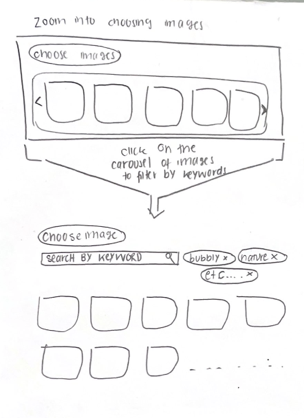 Zoom into choosing images
choose images
< >
click on the
carousel of images
to filter by keywords
Choose image
SEARCH BY KEYWORD
bubbly x
nature x
etc.... x